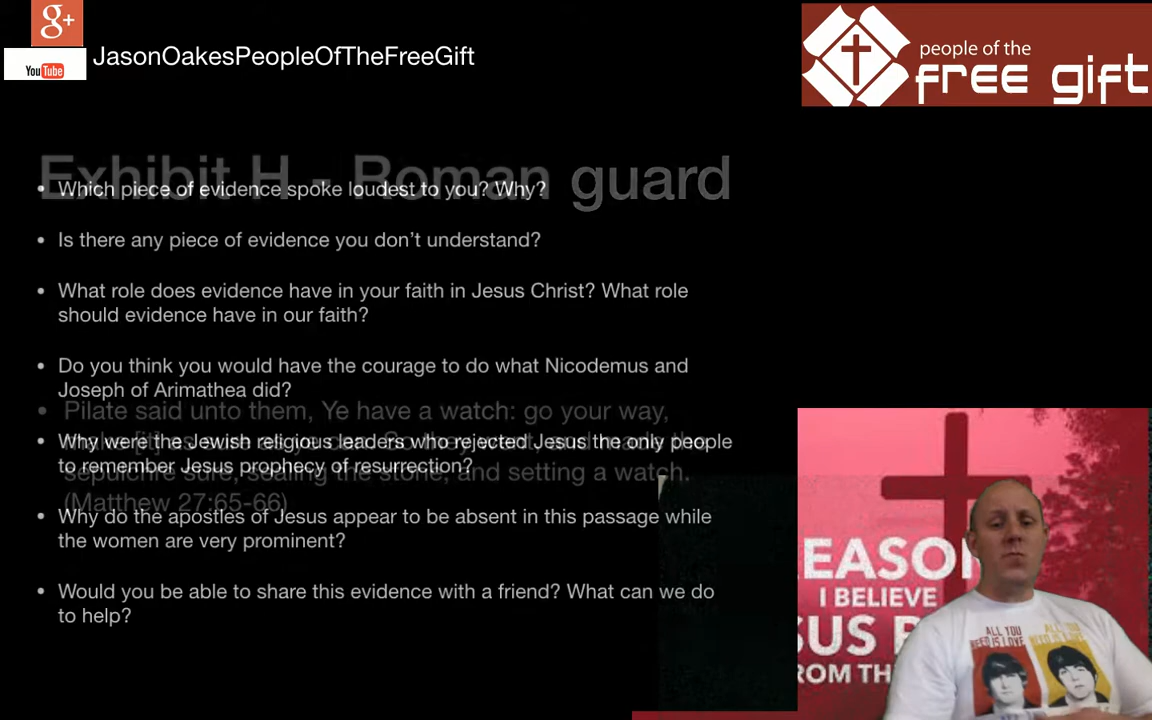 g+
YouTube
JasonOakesPeopleOfTheFreeGift
people of the
free gift
Exhibit H - Roman guard
• Which piece of evidence spoke loudest to you? Why?
• Is there any piece of evidence you don’t understand?
• What role does evidence have in your faith in Jesus Christ? What role
should evidence have in our faith?
• Do you think you would have the courage to do what Nicodemus and
Joseph of Arimathea did?
• Pilate said unto them, Ye have a watch: go your way,
sepulchre sure, sealing the stone, and setting a watch.
(Matthew 27:65-66)
• Why were the Jewish religious leaders who rejected Jesus the only people
to remember Jesus prophecy of resurrection?
• Why do the apostles of Jesus appear to be absent in this passage while
the women are very prominent?
• Would you be able to share this evidence with a friend? What can we do
to help?
I BELIEVE
ALL YOU
NEED IS LOVE